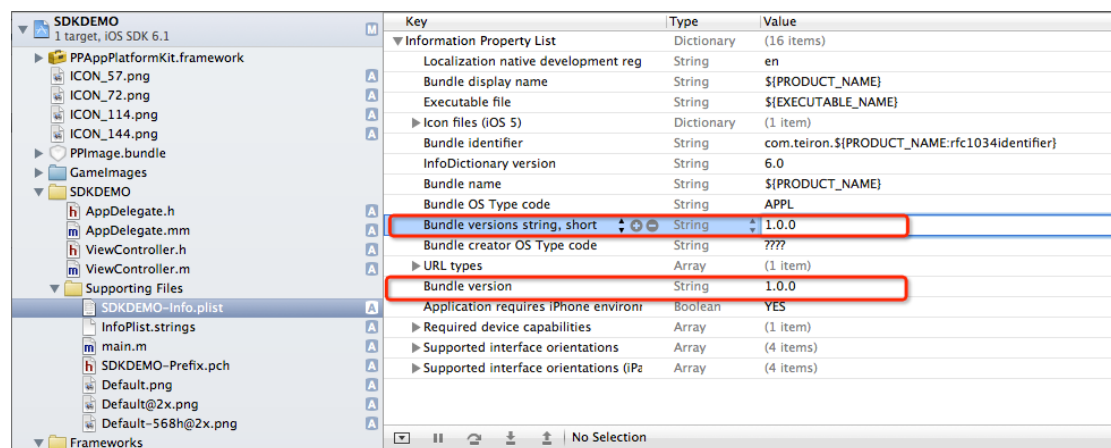 SDKDEMO
1 target, iOS SDK 6.1
M
PPAppPlatformKit.framework
ICON_57.png A
ICON_72.png A
ICON_114.png A
ICON_144.png A
PPImage.bundle
GameImages
SDKDEMO
h AppDelegate.h A
m AppDelegate.mm A
h ViewController.h A
m ViewController.m A
Supporting Files
SDKDEMO-Info.plist A
InfoPlist.strings A
m main.m A
h SDKDEMO-Prefix.pch A
Default.png A
Default@2x.png A
Default-568h@2x.png A
Frameworks
Key Type Value
Information Property List Dictionary (16 items)
Localization native development reg String en
Bundle display name String ${PRODUCT_NAME}
Executable file String ${EXECUTABLE_NAME}
Icon files (iOS 5) Dictionary (1 item)
Bundle identifier String com.teiron.${PRODUCT_NAME:rfc1034identifier}
InfoDictionary version String 6.0
Bundle name String ${PRODUCT_NAME}
Bundle OS Type code String APPL
Bundle versions string, short String 1.0.0
Bundle creator OS Type code String ????
URL types Array (1 item)
Bundle version String 1.0.0
Application requires iPhone environ Boolean YES
Required device capabilities Array (1 item)
Supported interface orientations Array (4 items)
Supported interface orientations (iPa Array (4 items)
No Selection